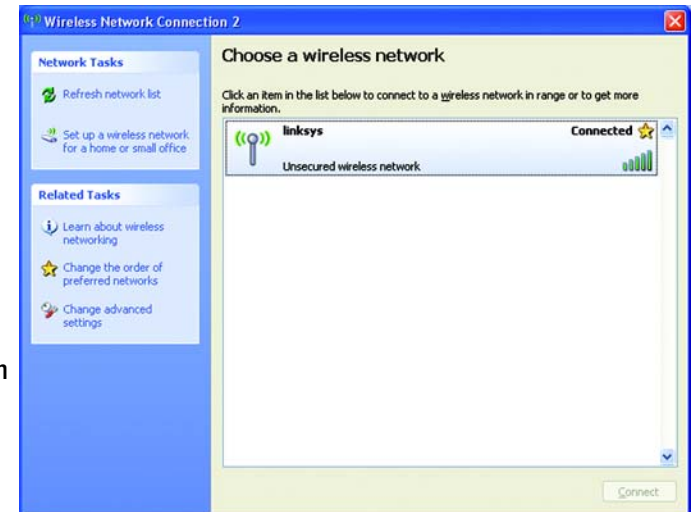 Wireless Network Connection 2
Network Tasks
Refresh network list
Set up a wireless network
for a home or small office
Related Tasks
Learn about wireless
networking
Change the order of
preferred networks
Change advanced
settings
Choose a wireless network
Click an item in the list below to connect to a wireless network in range or to get more
information.
linksys
Connected
Unsecured wireless network
Connect